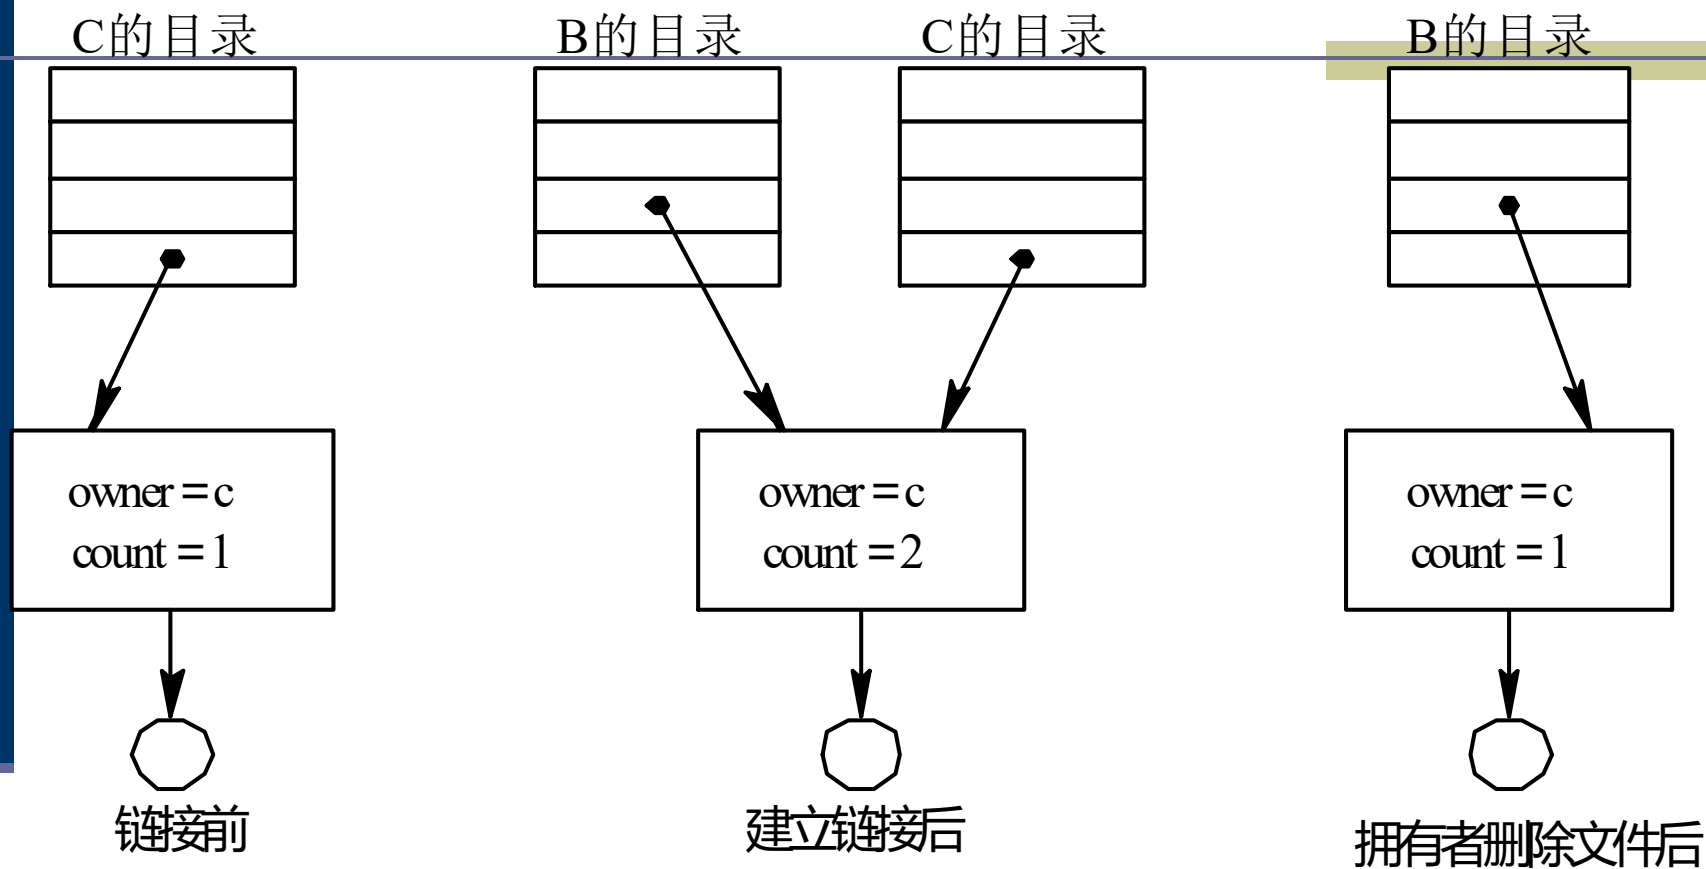 C的目录
B的目录
C的目录
B的目录
owner = c
count = 1
owner = c
count = 2
owner = c
count = 1
链接前
建立链接后
拥有者删除文件后